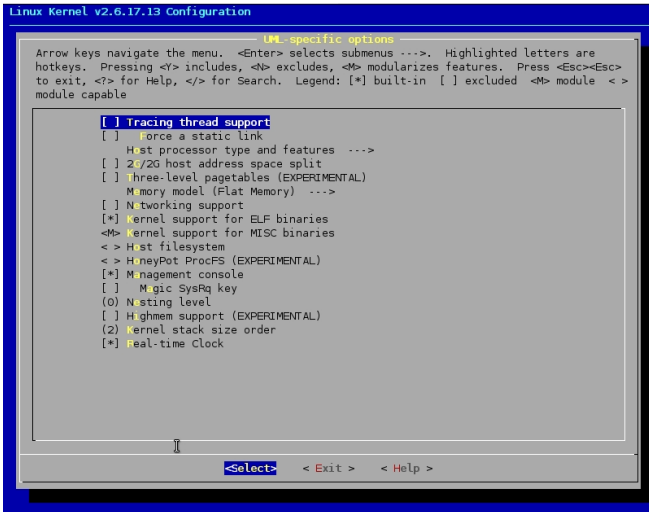 Linux Kernel v2.6.17.13 Configuration
UML-specific options
Arrow keys navigate the menu.  <Enter> selects submenus --->.  Highlighted letters are
hotkeys.  Pressing <Y> includes, <N> excludes, <M> modularizes features.  Press <Esc><Esc>
to exit, <?> for Help, </> for Search.  Legend: [*] built-in  [ ] excluded  <M> module  < >
module capable
[ ] Tracing thread support
[ ]   Force a static link
Host processor type and features  --->
[ ] 2G/2G host address space split
[ ] Three-level pagetables (EXPERIMENTAL)
Memory model (Flat Memory)  --->
[ ] Networking support
[*] Kernel support for ELF binaries
<M> Kernel support for MISC binaries
< > Host filesystem
< > HoneyPot ProcFS (EXPERIMENTAL)
[*] Management console
[ ]   Magic SysRq key
(0) Nesting level
[ ] Highmem support (EXPERIMENTAL)
(2) Kernel stack size order
[*] Real-time Clock
<Select>    < Exit >    < Help >